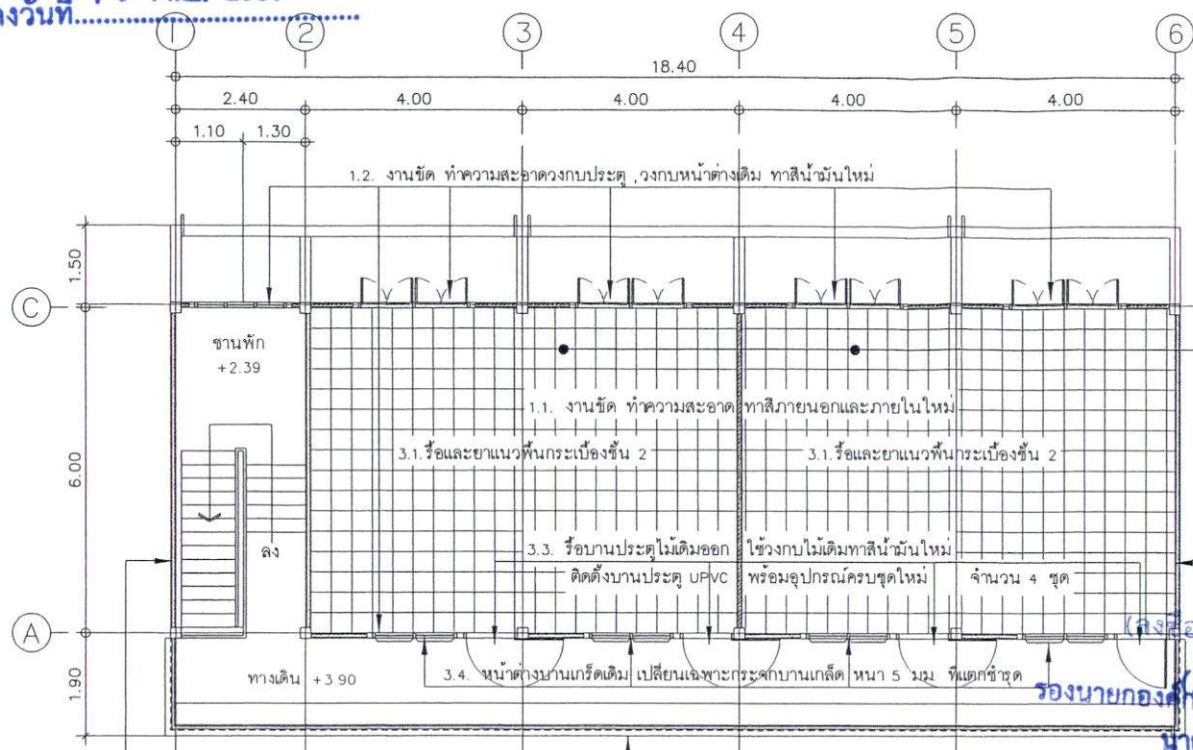 ลงวันที่
1 2 3 4 5 6
18.40
2.40 4.00 4.00 4.00 4.00
1.10 1.30
1.2. งานขัด ทำความสะอาดวงกบประตู ,วงกบหน้าต่างเดิม ทาสีน้ำมันใหม่
1.50
C
ชานพัก
+2.39
1.1. งานขัด ทำความสะอาด ทาสีภายนอกและภายในใหม่
3.1.รื้อและยาแนวพื้นกระเบื้องชั้น 2 3.1.รื้อและยาแนวพื้นกระเบื้องชั้น 2
6.00
ลง
3.3. รื้อบานประตูไม้เดิมออก ใช้วงกบไม้เดิมทาสีน้ำมันใหม่
ติดตั้งบานประตู UPVC พร้อมอุปกรณ์ครบชุดใหม่ จำนวน 4 ชุด
A
(ลงชื่อ
1.90
ทางเดิน +3 90
3.4. หน้าต่างบานเกร็ดเดิม เปลี่ยนเฉพาะกระจกบานเกล็ด หนา 5 มม ที่แตกชำรุด
รองนายกองค์
นาย